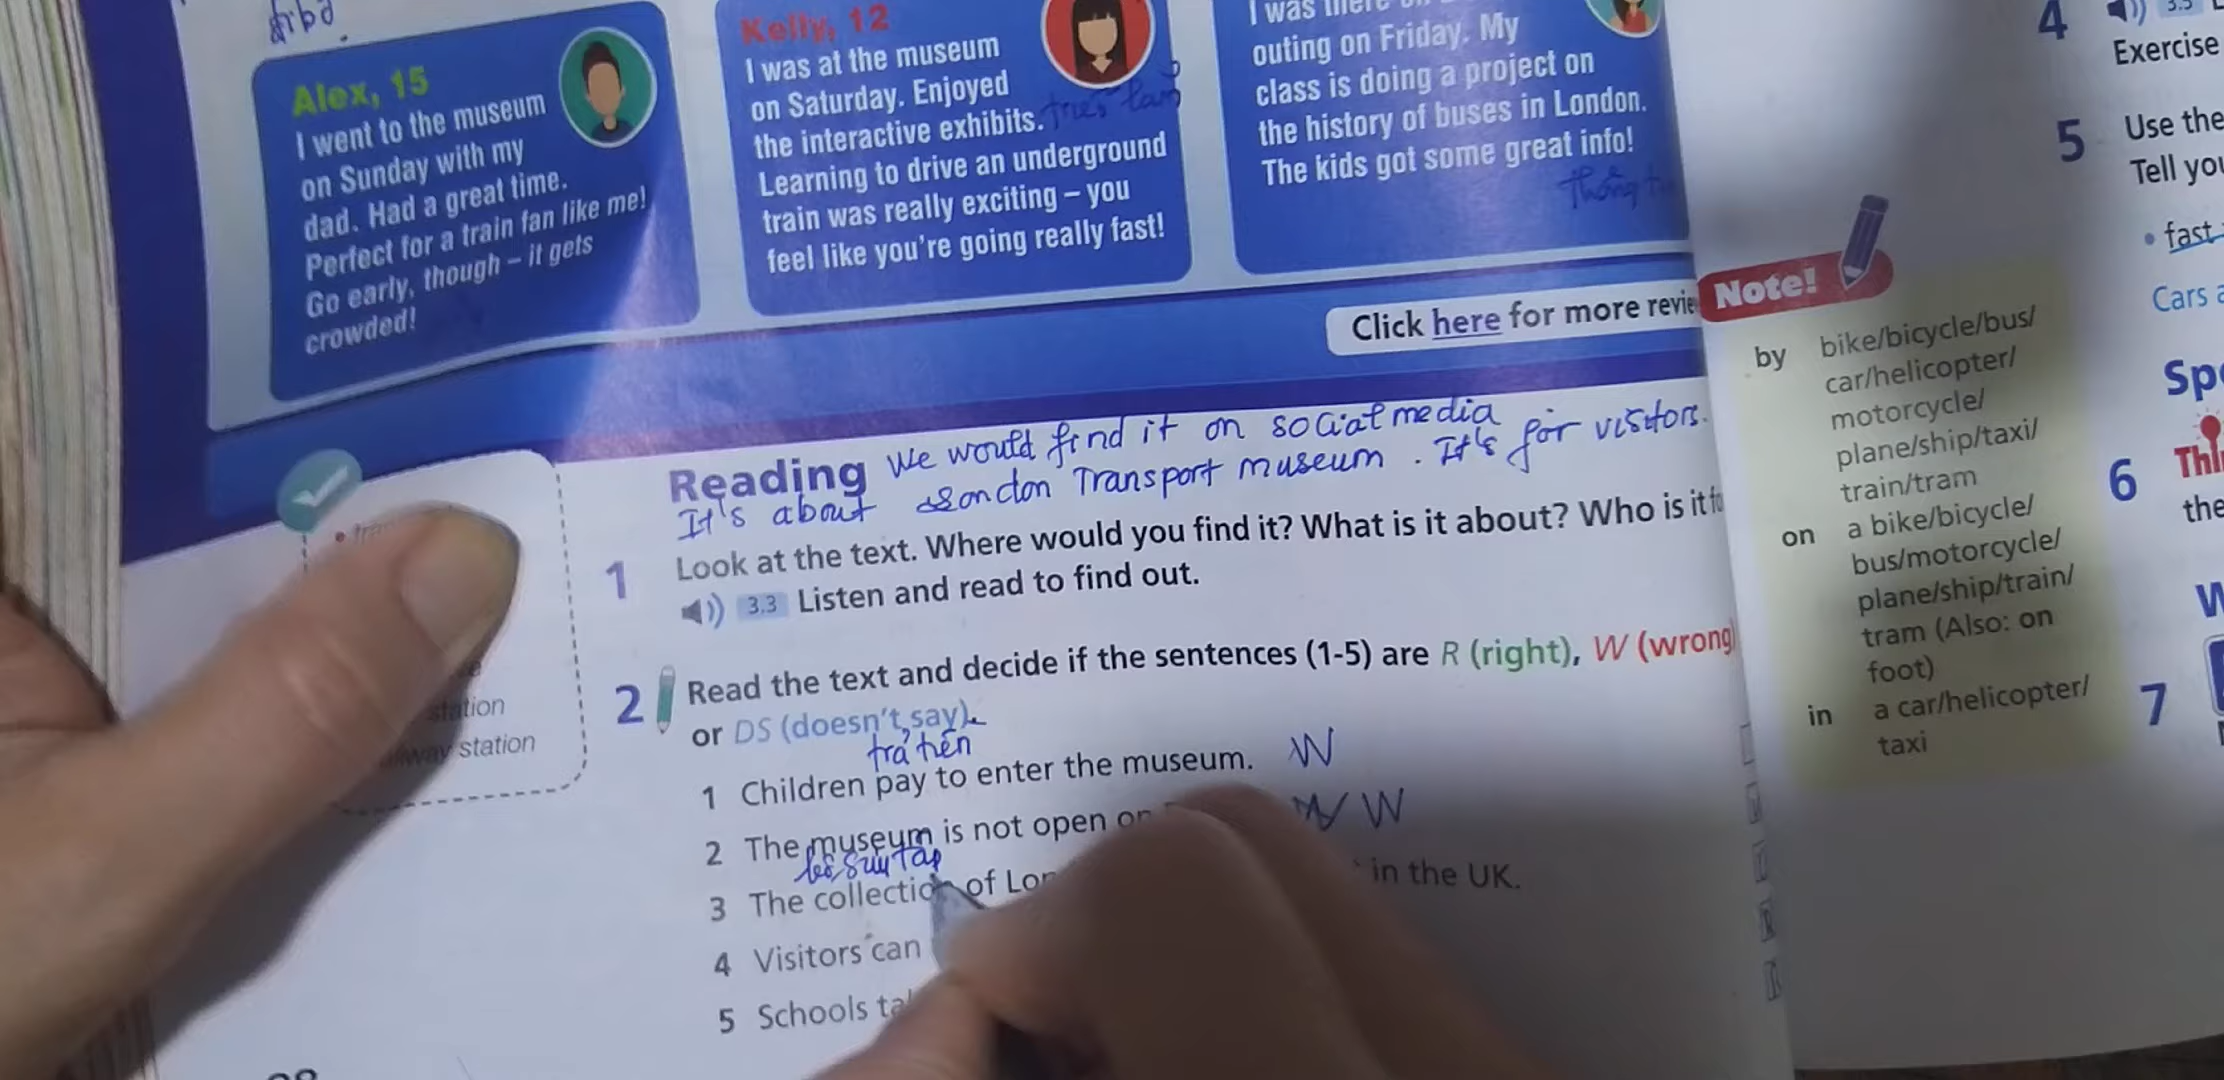 Alex, 15
I went to the museum
on Sunday with my
dad. Had a great time.
Perfect for a train fan like me!
Go early, though – it gets
crowded!
Kelly, 12
I was at the museum
on Saturday. Enjoyed
the interactive exhibits.
Learning to drive an underground
train was really exciting – you
feel like you're going really fast!
I was there
outing on Friday. My
class is doing a project on
the history of buses in London.
The kids got some great info!
Click here for more revie
Reading We would find it on social media
It's about London Transport museum. It's for visitors.
1 Look at the text. Where would you find it? What is it about? Who is it
3.3 Listen and read to find out.
2 Read the text and decide if the sentences (1-5) are R (right), W (wrong)
or DS (doesn't say).
trả tiền
1 Children pay to enter the museum. W
2 The museum is not open on W
3 The collection of in the UK.
4 Visitors can
5 Schools
station
station
Note!
by bike/bicycle/bus/
car/helicopter/
motorcycle/
plane/ship/taxi/
train/tram
on a bike/bicycle/
bus/motorcycle/
plane/ship/train/
tram (Also: on
foot)
in a car/helicopter/
taxi
4 3.5
Exercise
5 Use the
Tell you
• fast
Cars
6
the
7